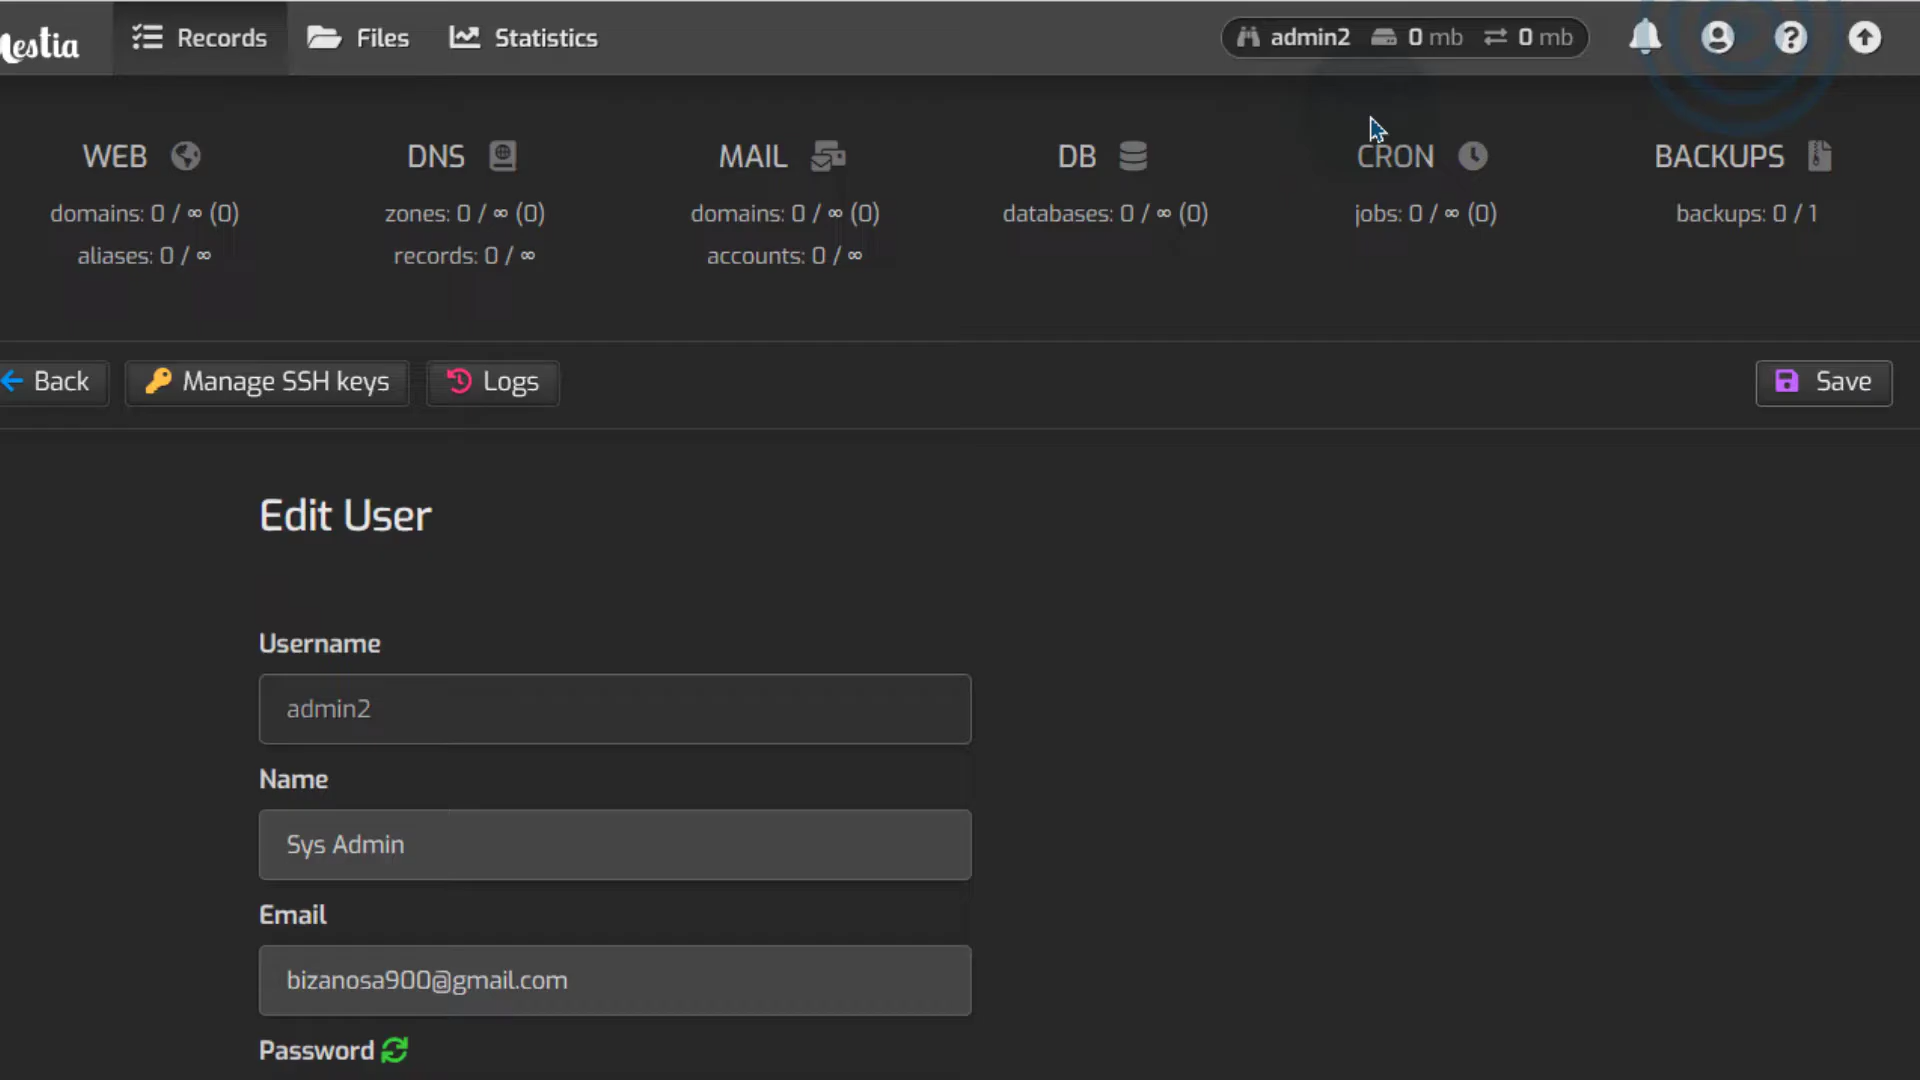 estia
Records
Files
Statistics
admin2 0 mb 0 mb
WEB
domains: 0 / ∞ (0)
aliases: 0 / ∞
DNS
zones: 0 / ∞ (0)
records: 0 / ∞
MAIL
domains: 0 / ∞ (0)
accounts: 0 / ∞
DB
databases: 0 / ∞ (0)
CRON
jobs: 0 / ∞ (0)
BACKUPS
backups: 0 / 1
Back
Manage SSH keys
Logs
Save
Edit User
Username
admin2
Name
Sys Admin
Email
bizanosa900@gmail.com
Password